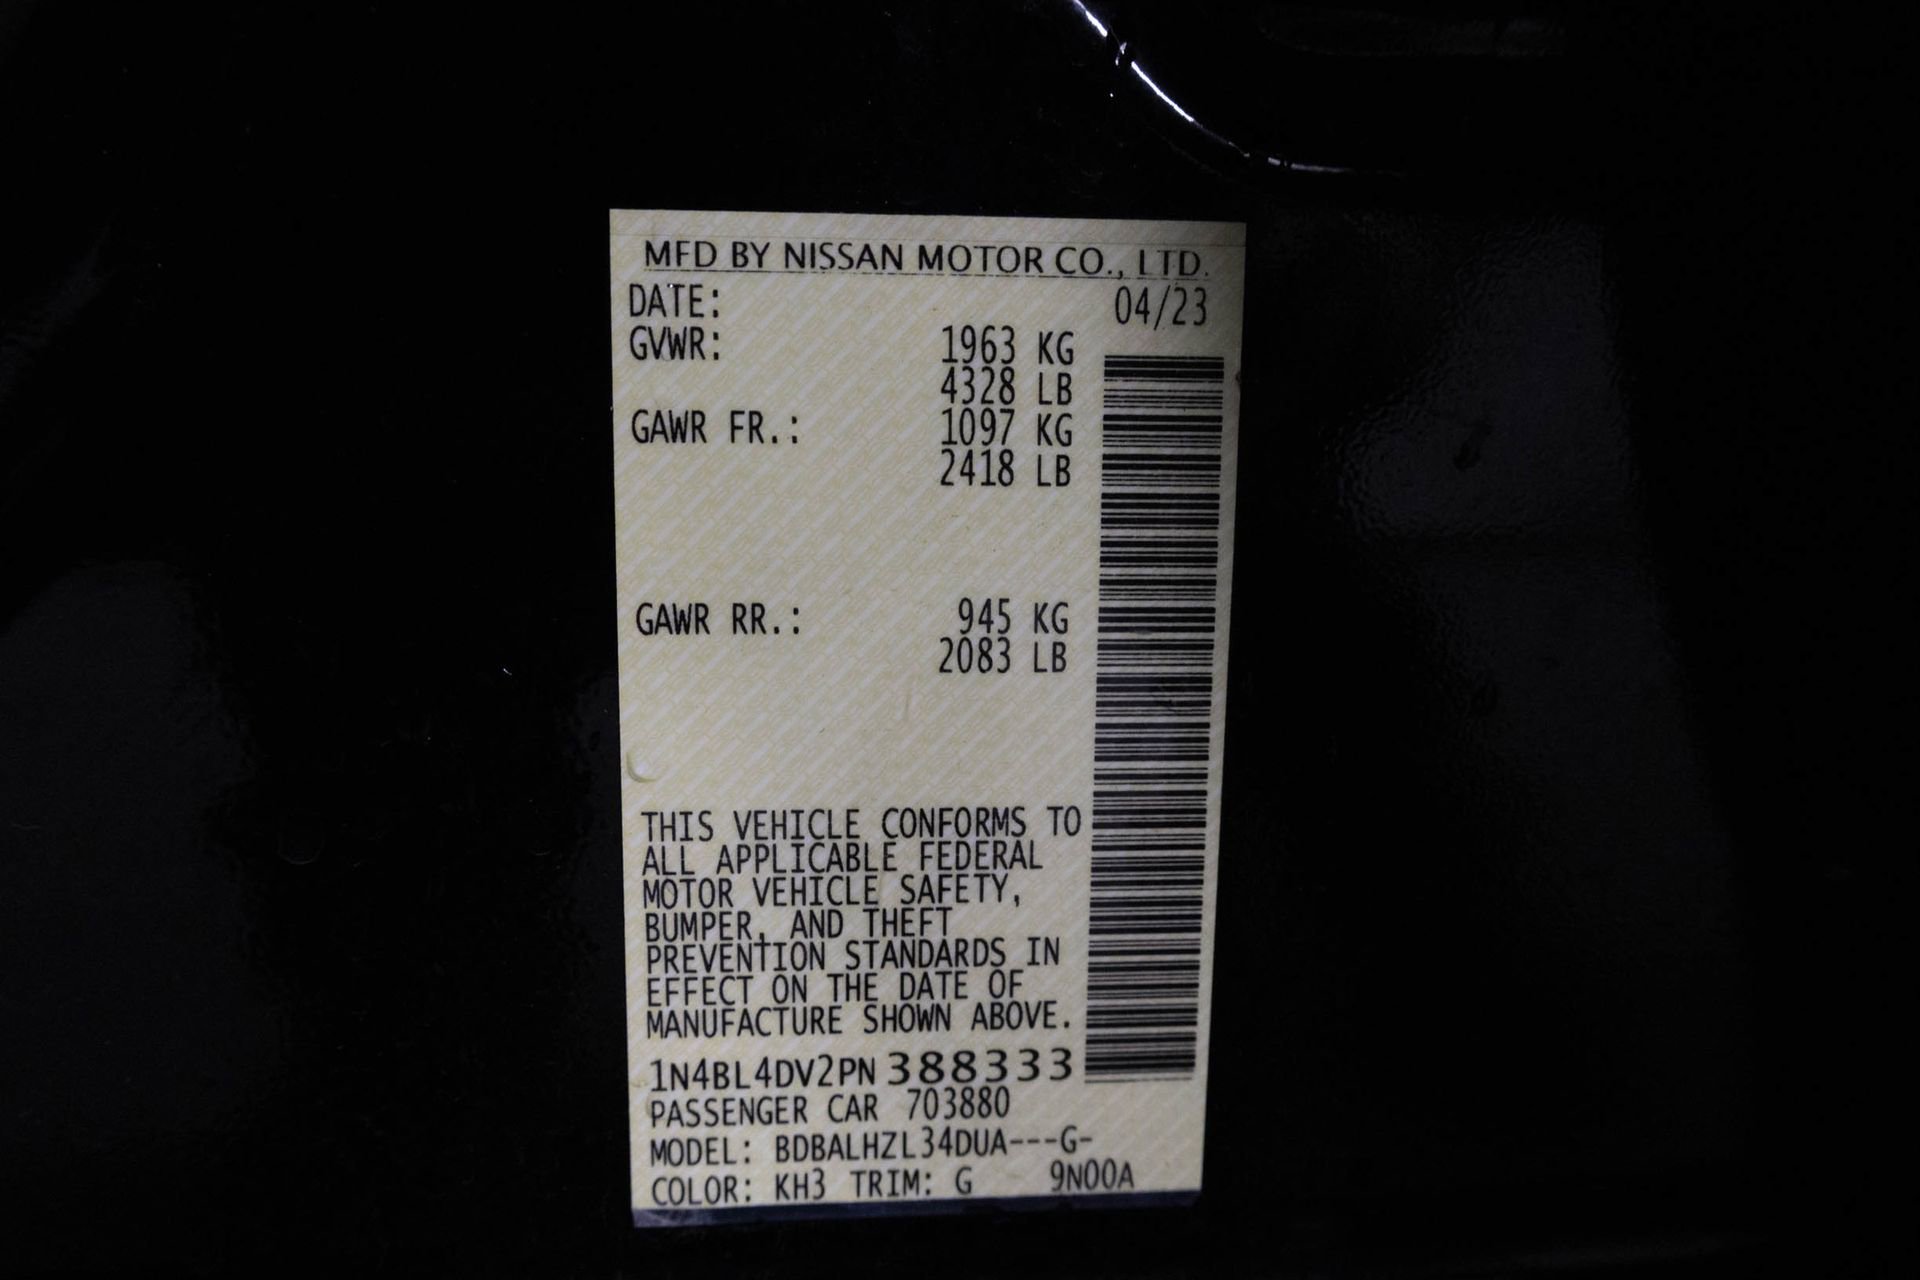 MFD BY NISSAN MOTOR CO., LTD.
DATE: 04/23
GVWR: 1963 KG
4328 LB
GAWR FR.: 1097 KG
2418 LB
GAWR RR.: 945 KG
2083 LB
THIS VEHICLE CONFORMS TO
ALL APPLICABLE FEDERAL
MOTOR VEHICLE SAFETY,
BUMPER, AND THEFT
PREVENTION STANDARDS IN
EFFECT ON THE DATE OF
MANUFACTURE SHOWN ABOVE.
1N4BL4DV2PN388333
PASSENGER CAR 703880
MODEL: BDBALHZL34DUA---G-
COLOR: KH3 TRIM: G 9N00A